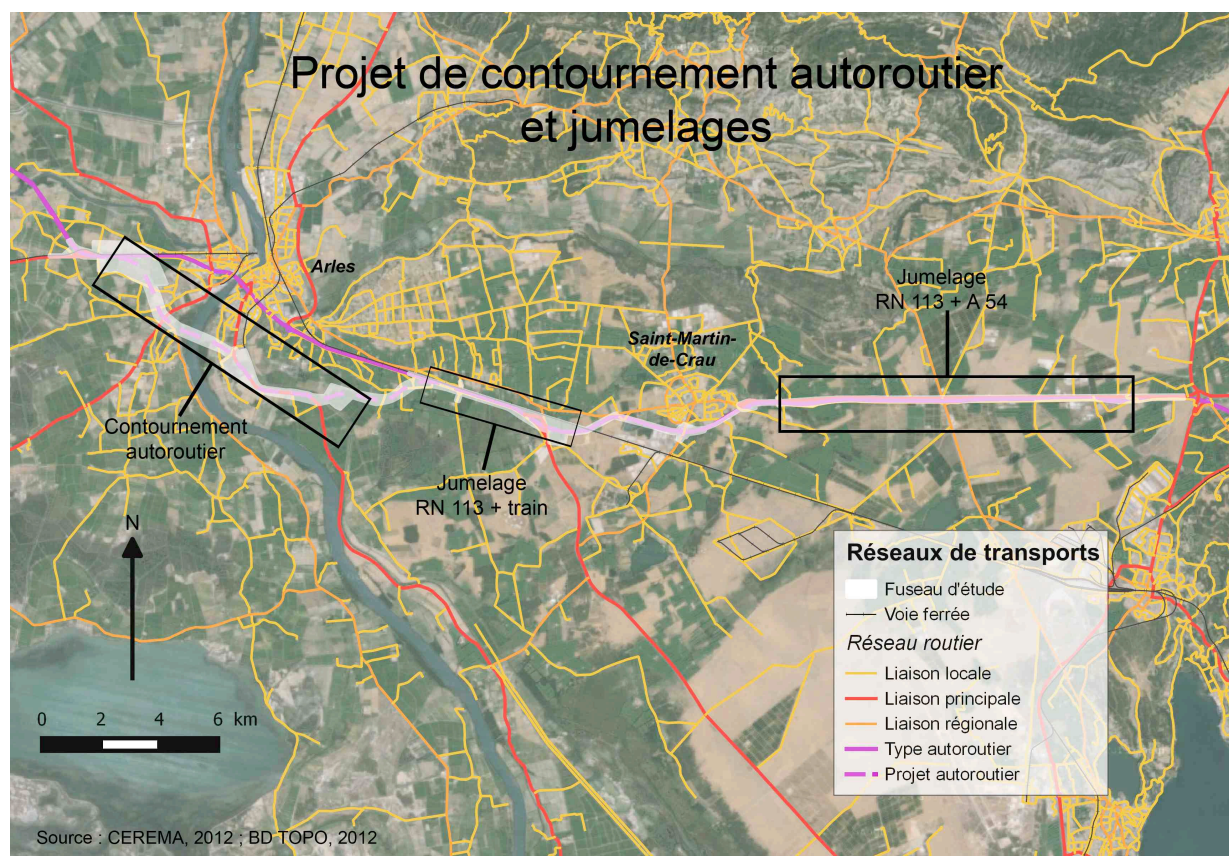 Projet de contournement autoroutier
et jumelages
Arles
Jumelage
RN 113 + A 54
Saint-Martin-
de-Crau
Contournement
autoroutier
Jumelage
RN 113 + train
N
0 2 4 6 km
Réseaux de transports
Fuseau d'étude
Voie ferrée
Réseau routier
Liaison locale
Liaison principale
Liaison régionale
Type autoroutier
Projet autoroutier
Source : CEREMA, 2012 ; BD TOPO, 2012